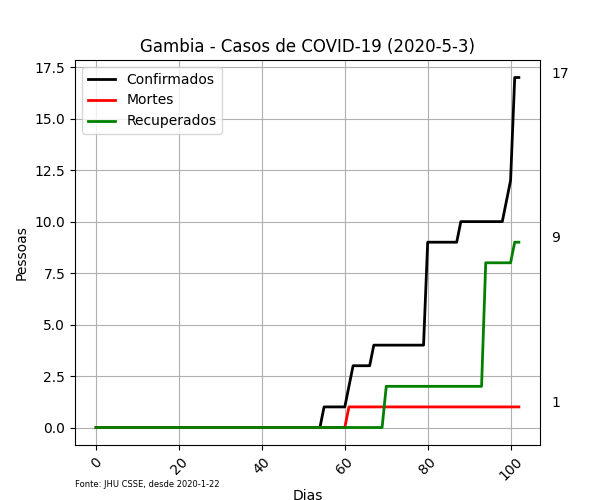 Gambia - Casos de COVID-19 (2020-5-3)
17.5
15.0
12.5
10.0
7.5
5.0
2.5
0.0
Pessoas
Confirmados
Mortes
Recuperados
17
9
1
0
20
40
60
80
100
Fonte: JHU CSSE, desde 2020-1-22
Dias